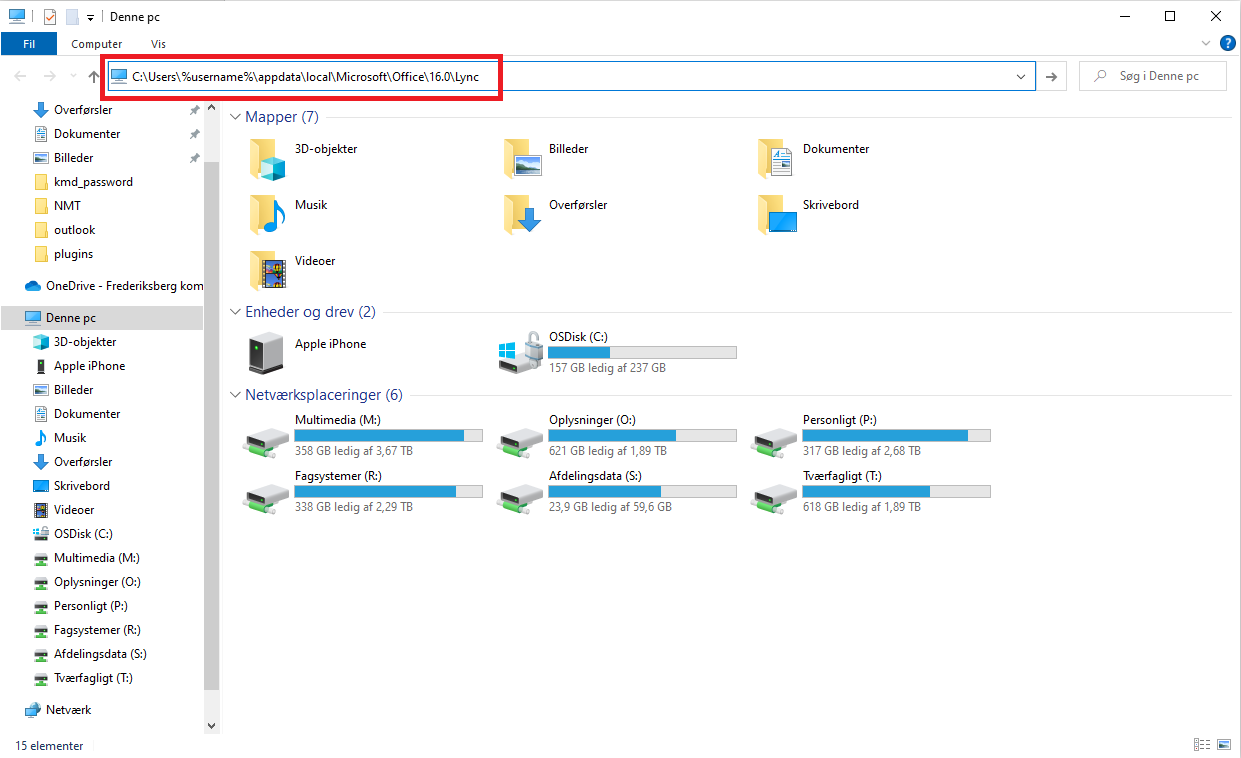 Denne pc
Fil Computer Vis
C:\Users\%username%\appdata\local\Microsoft\Office\16.0\Lync
Søg i Denne pc
Overførsler
Dokumenter
Billeder
kmd_password
NMT
outlook
plugins
OneDrive - Frederiksberg kom
Denne pc
3D-objekter
Apple iPhone
Billeder
Dokumenter
Musik
Overførsler
Skrivebord
Videoer
OSDisk (C:)
Multimedia (M:)
Oplysninger (O:)
Personligt (P:)
Fagsystemer (R:)
Afdelingsdata (S:)
Tværfagligt (T:)
Netværk
Mapper (7)
3D-objekter Billeder Dokumenter
Musik Overførsler Skrivebord
Videoer
Enheder og drev (2)
Apple iPhone
OSDisk (C:)
157 GB ledig af 237 GB
Netværksplaceringer (6)
Multimedia (M:) Oplysninger (O:) Personligt (P:)
358 GB ledig af 3,67 TB 621 GB ledig af 1,89 TB 317 GB ledig af 2,68 TB
Fagsystemer (R:) Afdelingsdata (S:) Tværfagligt (T:)
338 GB ledig af 2,29 TB 23,9 GB ledig af 59,6 GB 618 GB ledig af 1,89 TB
15 elementer